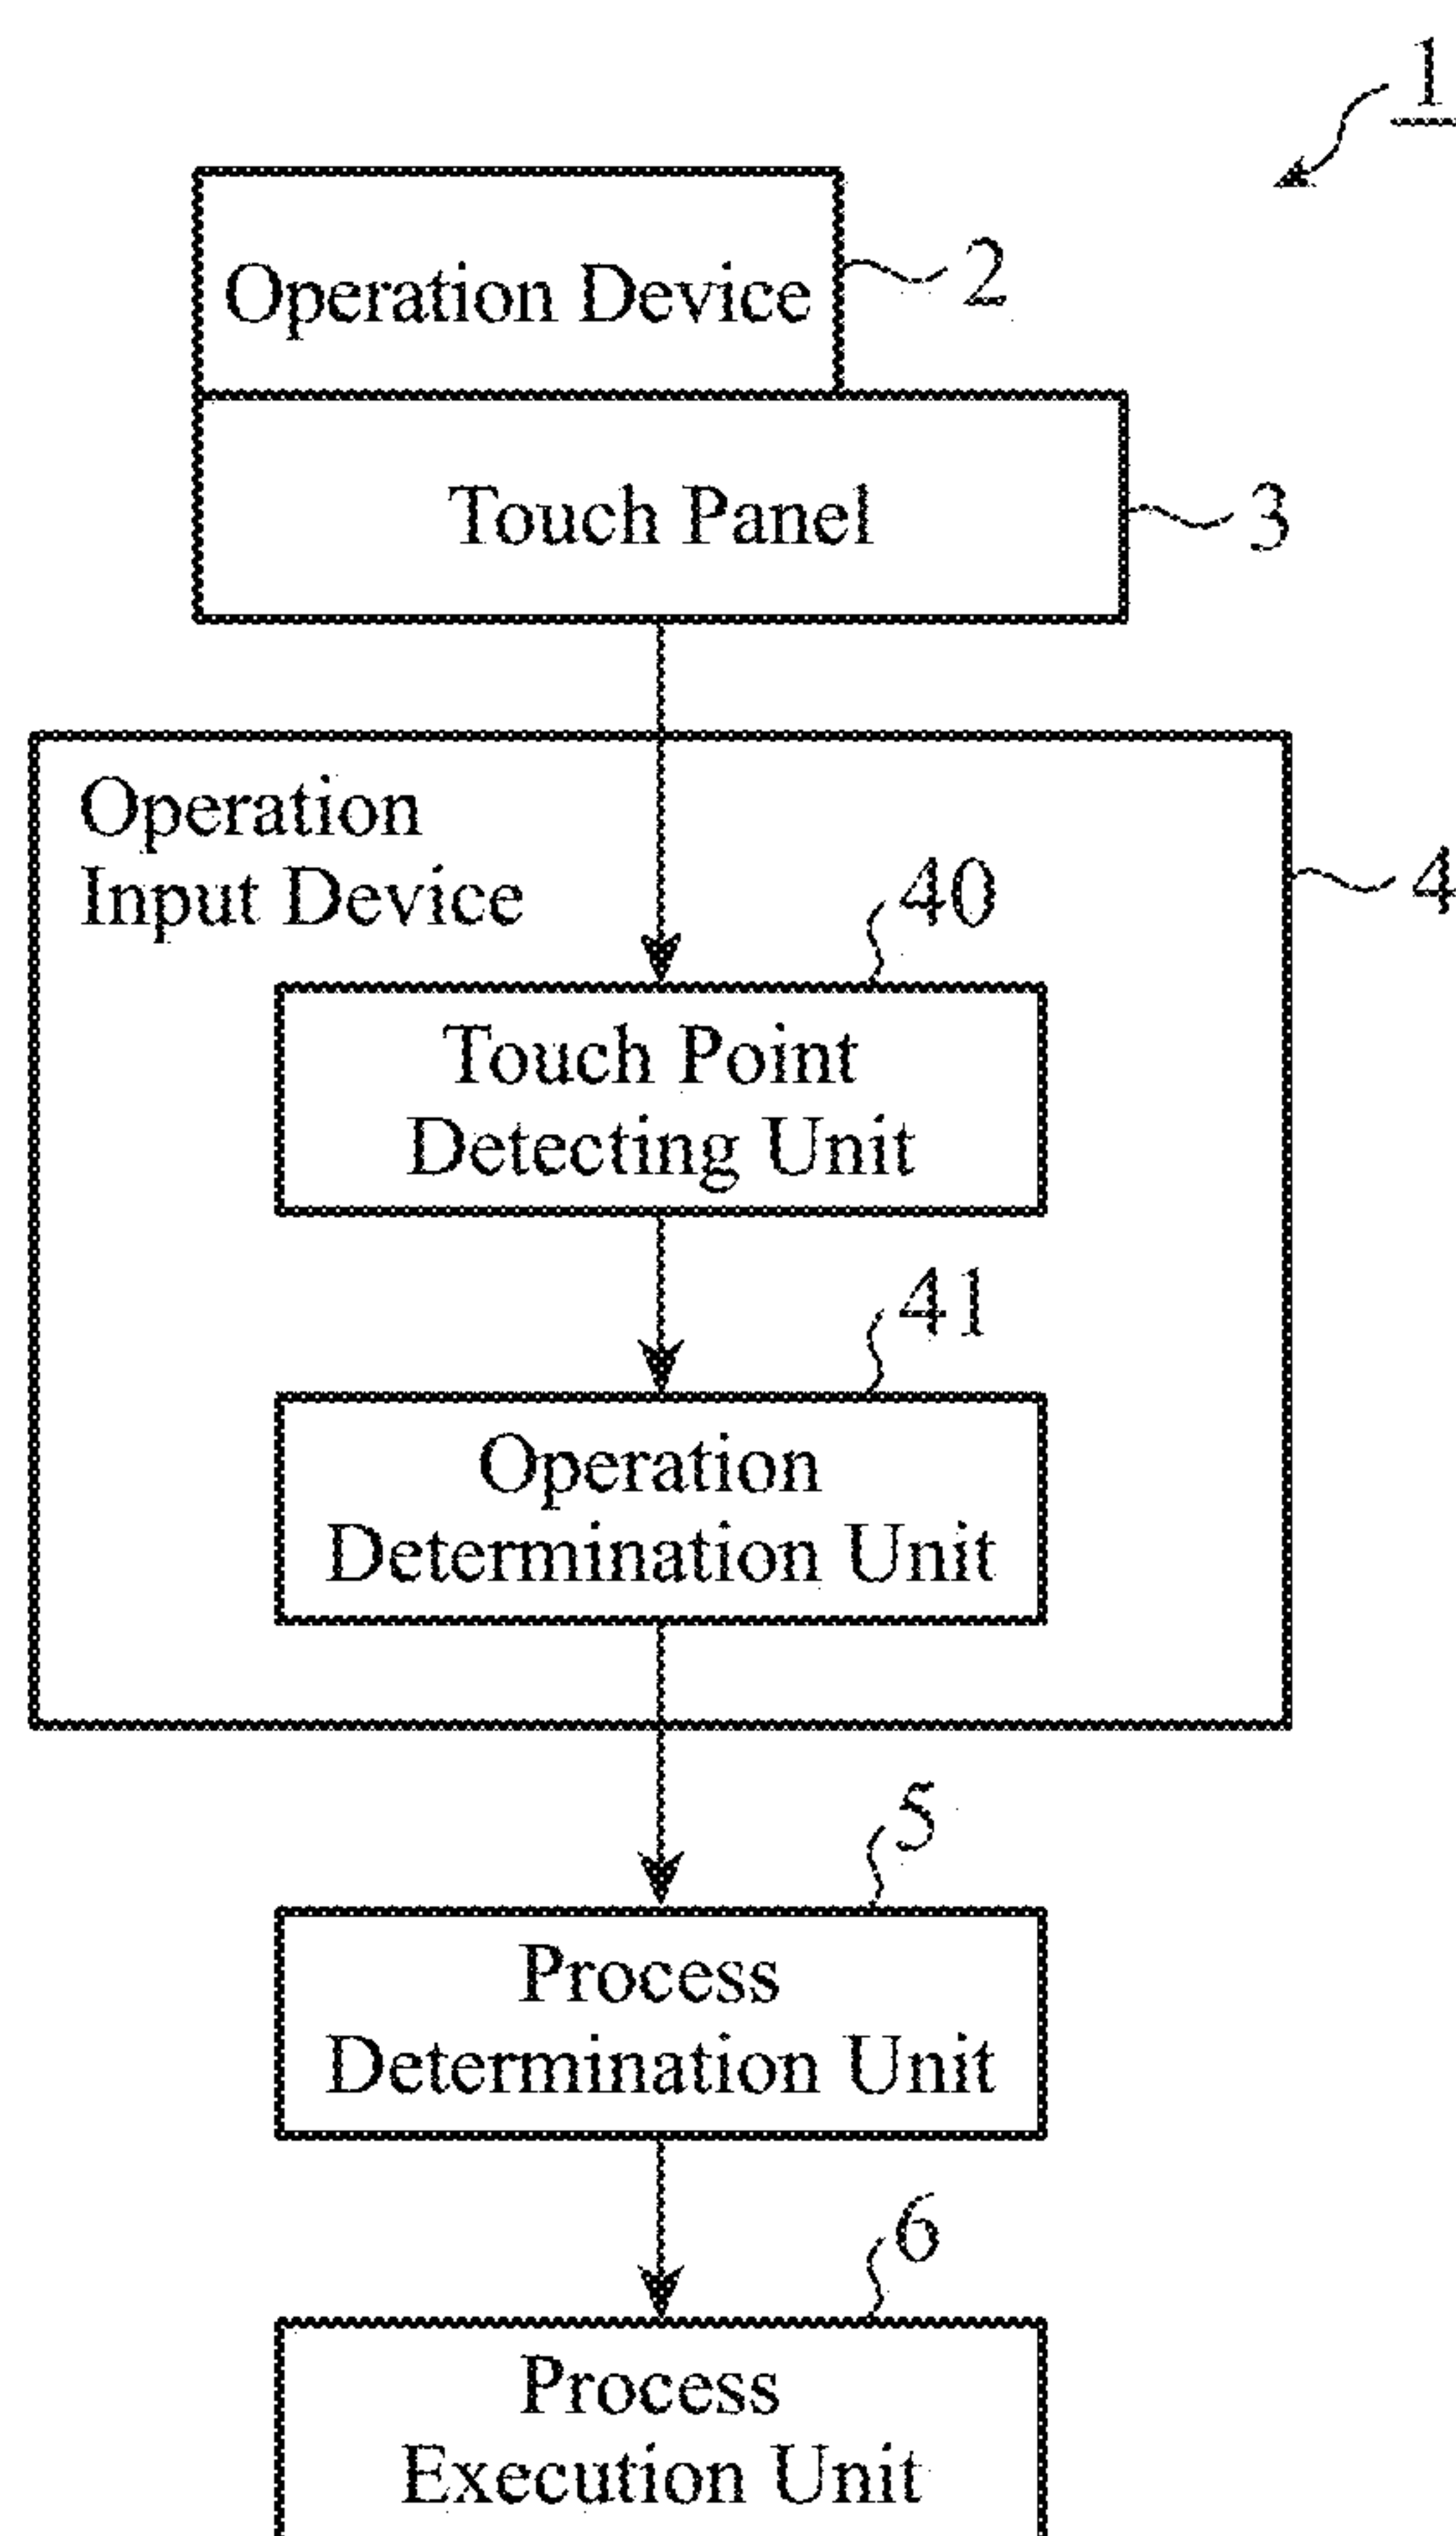 1
Operation Device
2
Touch Panel
3
Operation
Input Device
4
40
Touch Point
Detecting Unit
41
Operation
Determination Unit
5
Process
Determination Unit
6
Process
Execution Unit